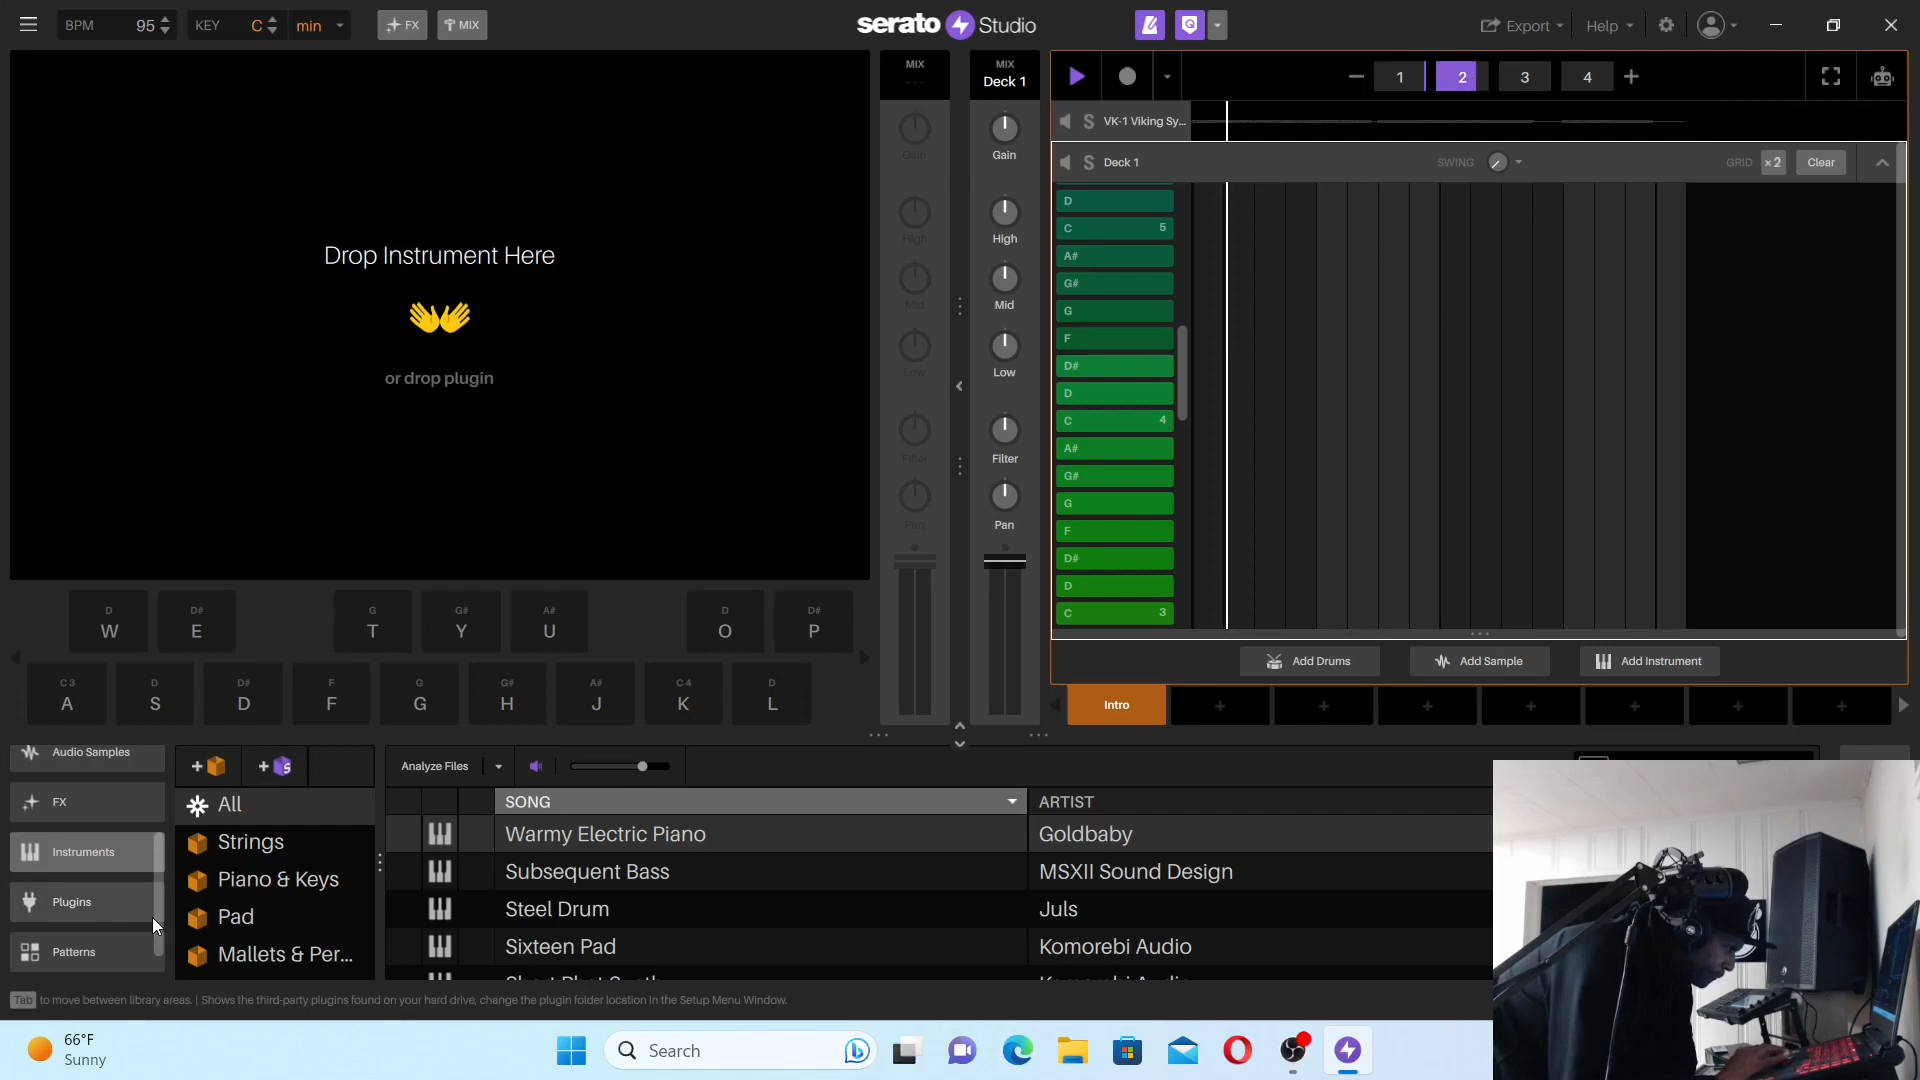 BPM 95 KEY C min FX MIX serato Studio Export Help
MIX
---
Gain
High
Mid
Low
Filter
Pan
MIX
Deck 1
Gain
High
Mid
Low
Filter
Pan
1 2 3 4
S VK-1 Viking Sy...
S Deck 1 SWING GRID x2 Clear
D
C 5
A#
G#
G
F
D#
D
C 4
A#
G#
G
F
D#
D
C 3
Drop Instrument Here
or drop plugin
D D# G G# A# D D#
W E T Y U O P
C3 D D# F G G# A# C4 D
A S D F G H J K L
Add Drums Add Sample Add Instrument
Intro
Audio Samples
FX
Instruments
Plugins
Patterns
All
Strings
Piano & Keys
Pad
Mallets & Per...
Analyze Files
SONG ARTIST
Warmy Electric Piano Goldbaby
Subsequent Bass MSXII Sound Design
Steel Drum Juls
Sixteen Pad Komorebi Audio
Tab to move between library areas. | Shows the third-party plugins found on your hard drive, change the plugin folder location in the Setup Menu Window.
66°F
Sunny
Search